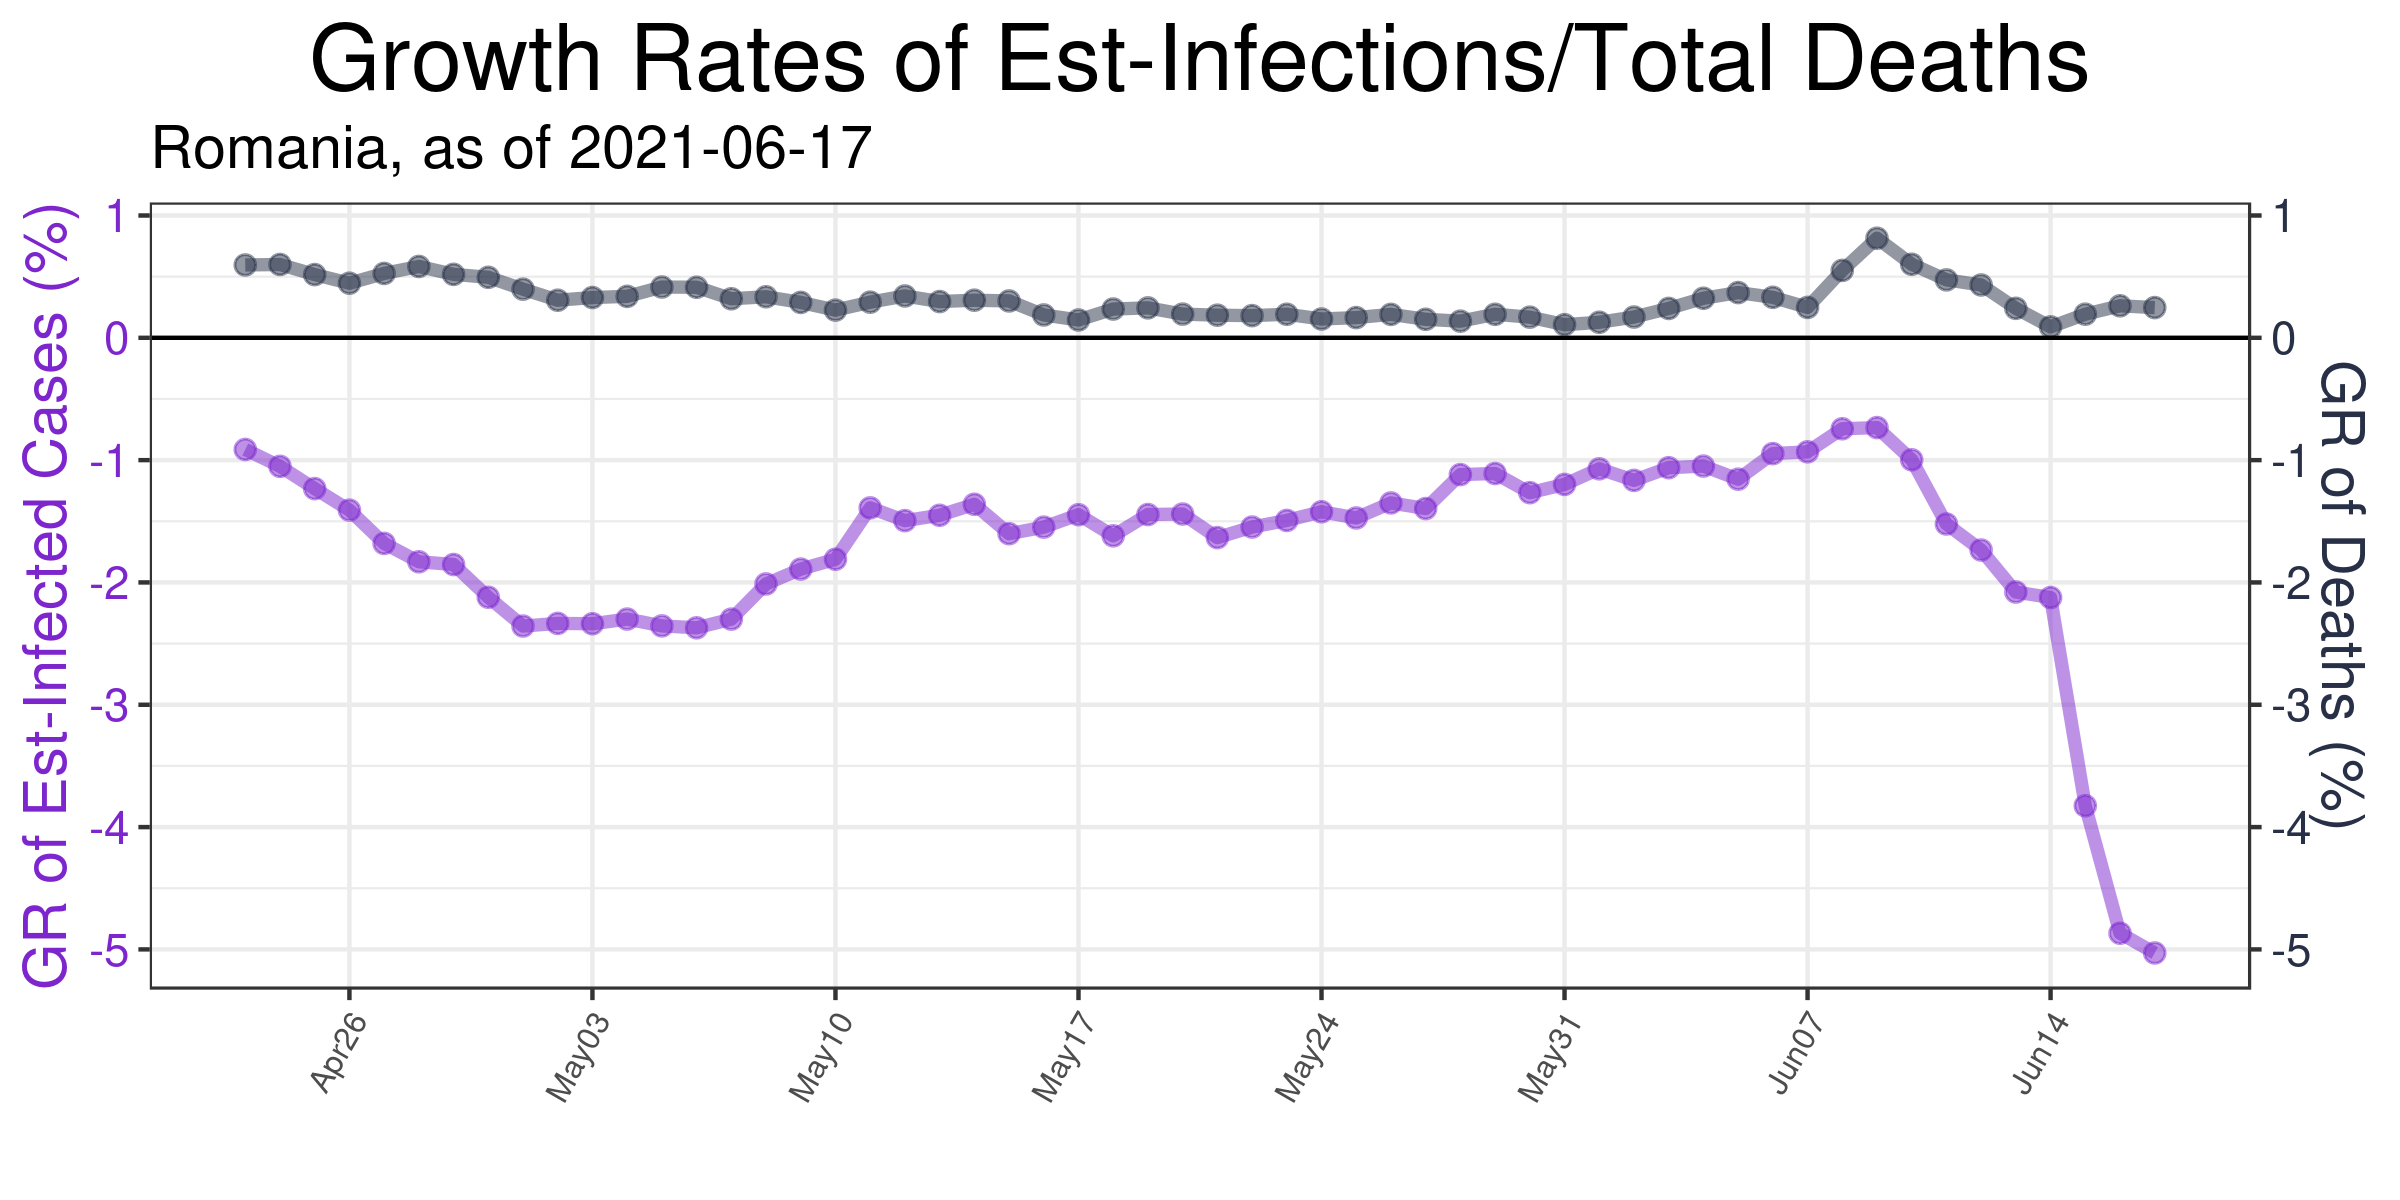 Growth Rates of Est-Infections/Total Deaths
Romania, as of 2021-06-17
GR of Est-Infected Cases (%)
1
0
-1
-2
-3
-4
-5
1
0
-1
-2
-3
-4
-5
GR of Deaths (%)
Apr26
May03
May10
May17
May24
May31
Jun07
Jun14